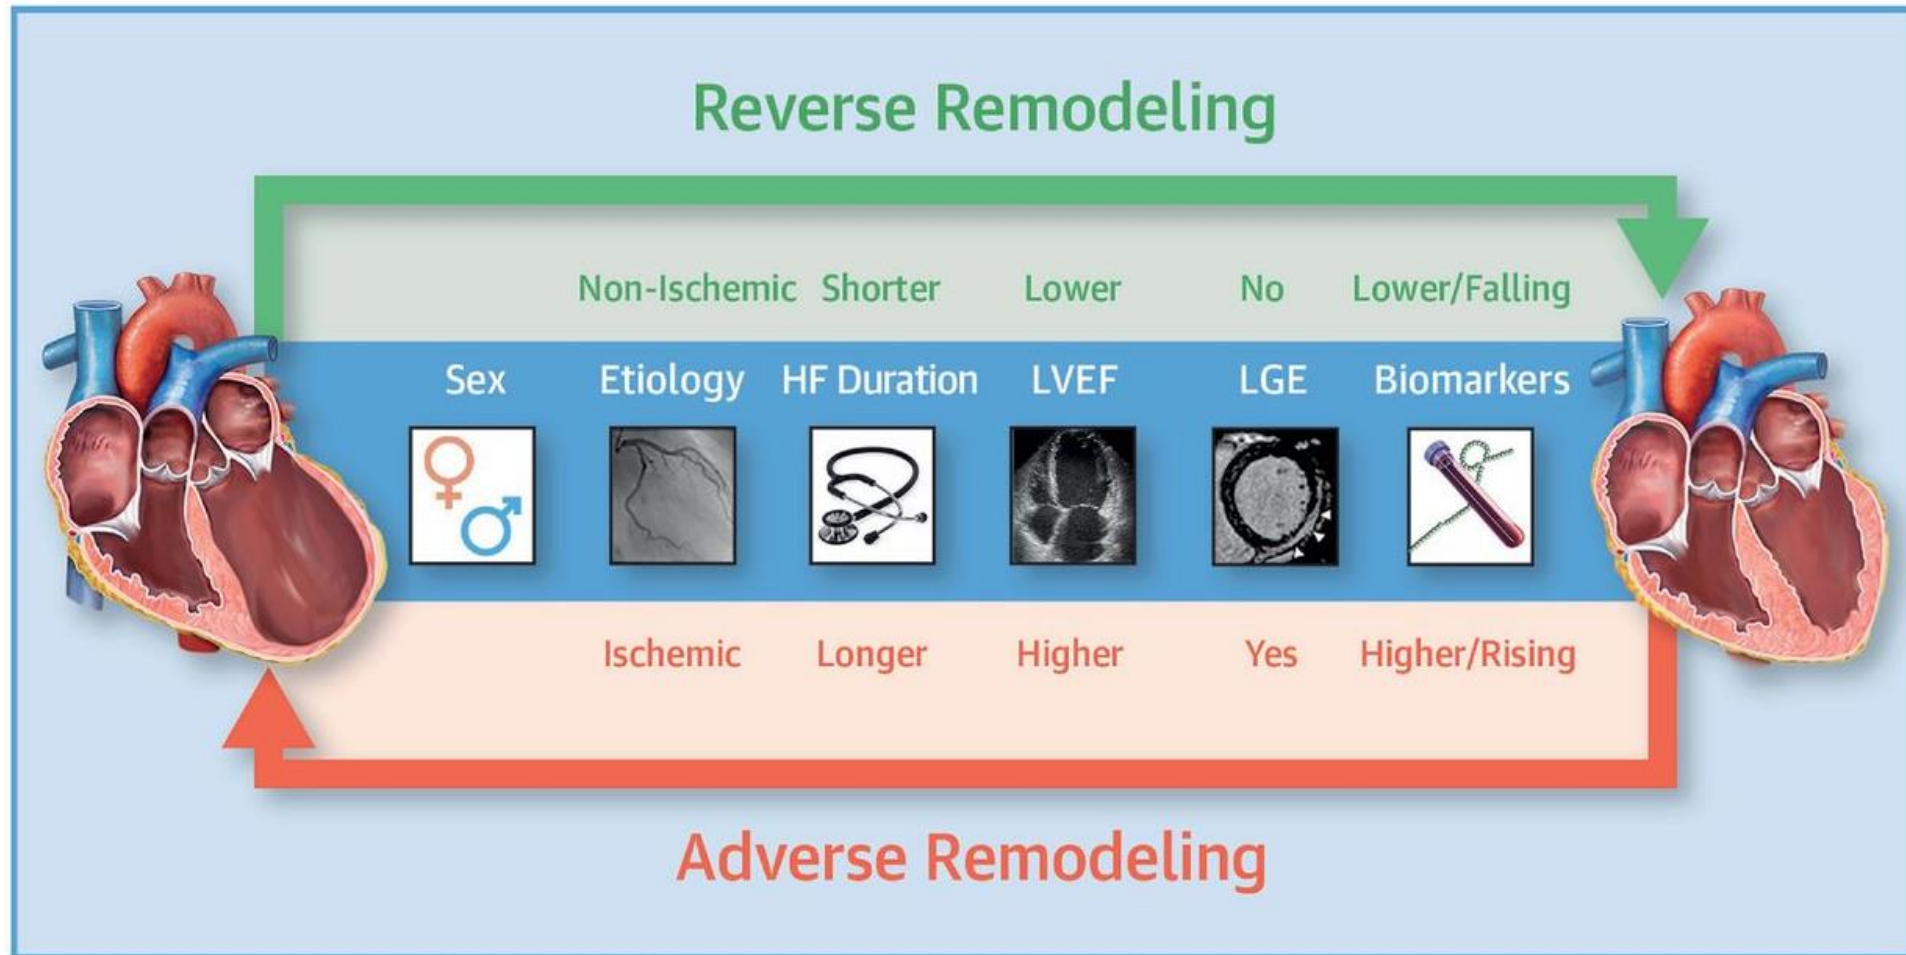 Reverse Remodeling
Non-Ischemic Shorter Lower No Lower/Falling
Sex Etiology HF Duration LVEF LGE Biomarkers
Ischemic Longer Higher Yes Higher/Rising
Adverse Remodeling